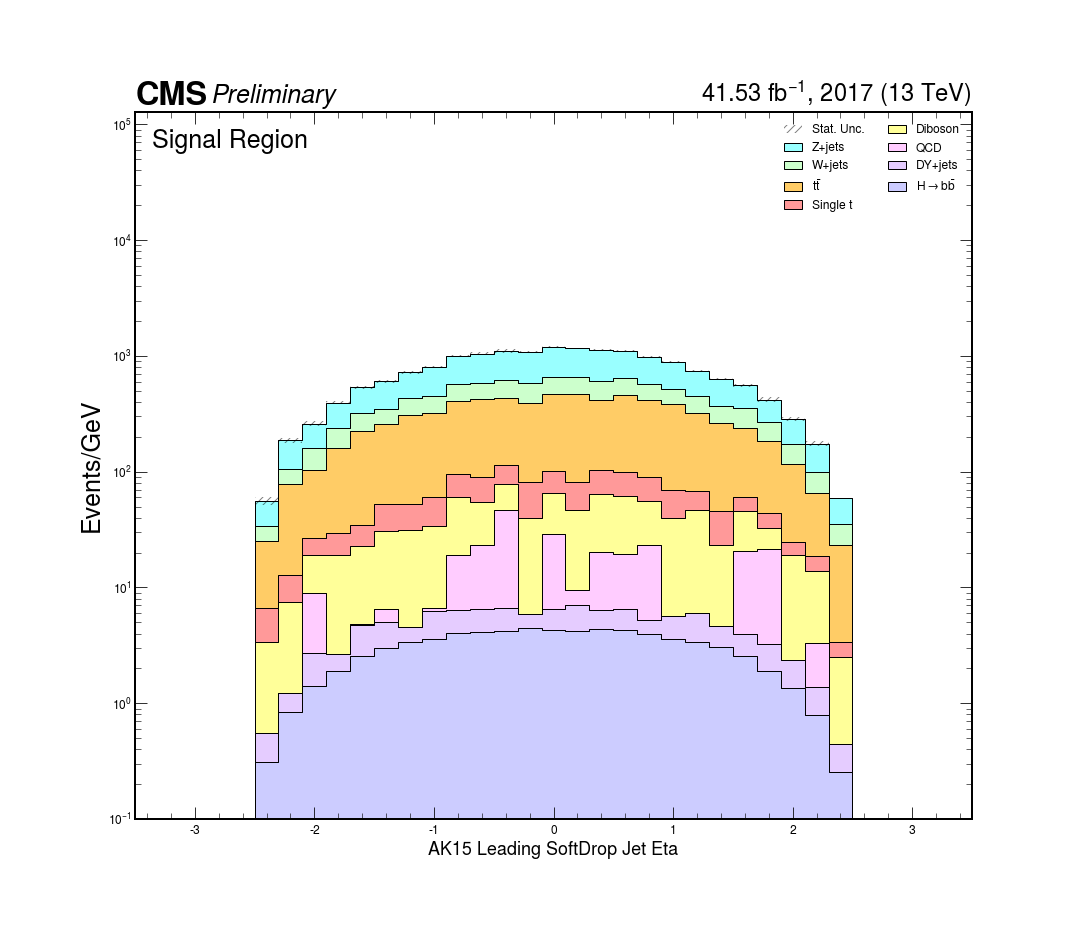 CMS Preliminary 41.53 fb⁻¹, 2017 (13 TeV)
Signal Region
Stat. Unc.
Z+jets
W+jets
tt̄
Single t
Diboson
QCD
DY+jets
H→bb̄
Events/GeV
10⁵
10⁴
10³
10²
10¹
10⁰
10⁻¹
-3 -2 -1 0 1 2 3
AK15 Leading SoftDrop Jet Eta